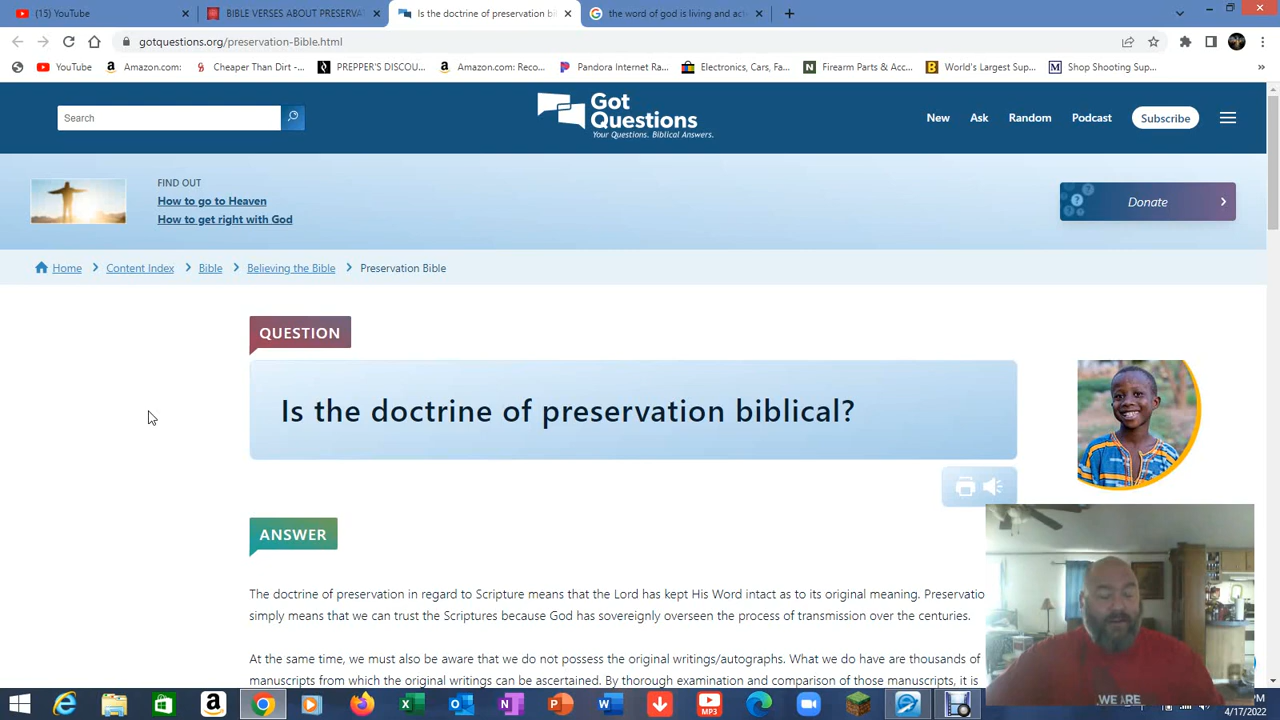 (15) YouTube
BIBLE VERSES ABOUT PRESERVA
Is the doctrine of preservation bi
the word of god is living and act
gotquestions.org/preservation-Bible.html
YouTube
Amazon.com:
Cheaper Than Dirt -...
PREPPER'S DISCOU...
Amazon.com: Reco...
Pandora Internet Ra...
Electronics, Cars, Fa...
Firearm Parts & Acc...
World's Largest Sup...
Shop Shooting Sup...
»
Search
Got
Questions
Your Questions. Biblical Answers.
New
Ask
Random
Podcast
Subscribe
FIND OUT
How to go to Heaven
How to get right with God
Donate
Home
Content Index
Bible
Believing the Bible
Preservation Bible
QUESTION
Is the doctrine of preservation biblical?
ANSWER
The doctrine of preservation in regard to Scripture means that the Lord has kept His Word intact as to its original meaning. Preservatio
simply means that we can trust the Scriptures because God has sovereignly overseen the process of transmission over the centuries.
At the same time, we must also be aware that we do not possess the original writings/autographs. What we do have are thousands of
manuscripts from which the original writings can be ascertained. By thorough examination and comparison of those manuscripts, it is
WE ARE
MP3
PM
4/17/2022